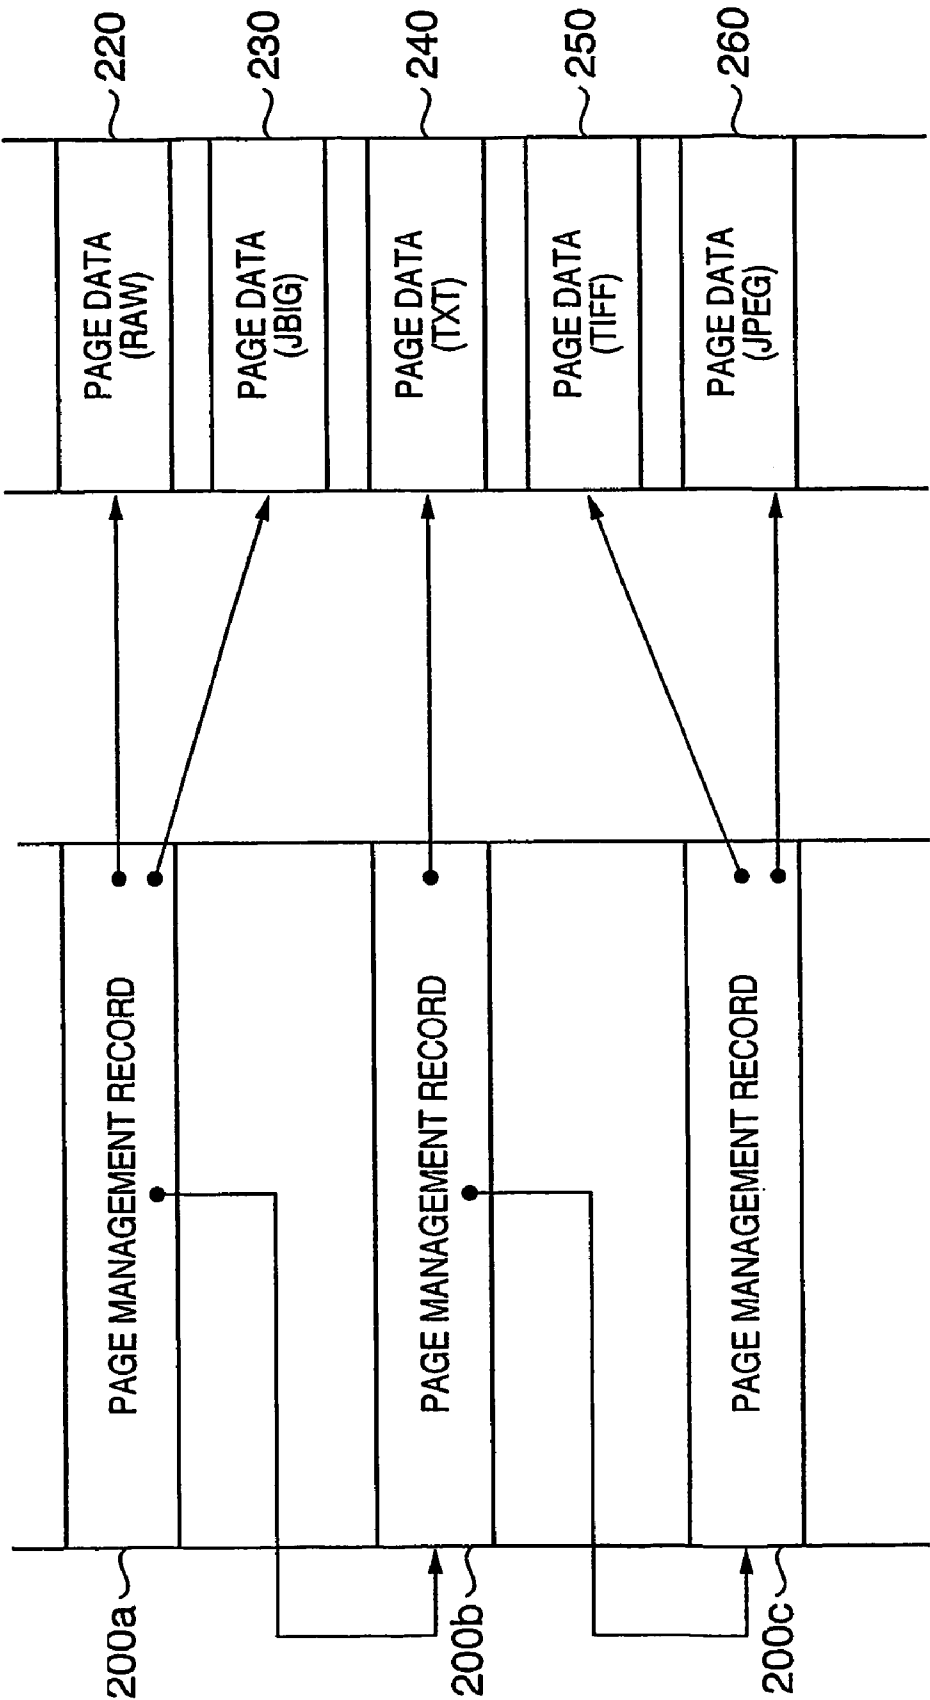 200a
PAGE MANAGEMENT RECORD
200b
PAGE MANAGEMENT RECORD
200c
PAGE MANAGEMENT RECORD
PAGE DATA
(RAW)
220
PAGE DATA
(JBIG)
230
PAGE DATA
(TXT)
240
PAGE DATA
(TIFF)
250
PAGE DATA
(JPEG)
260